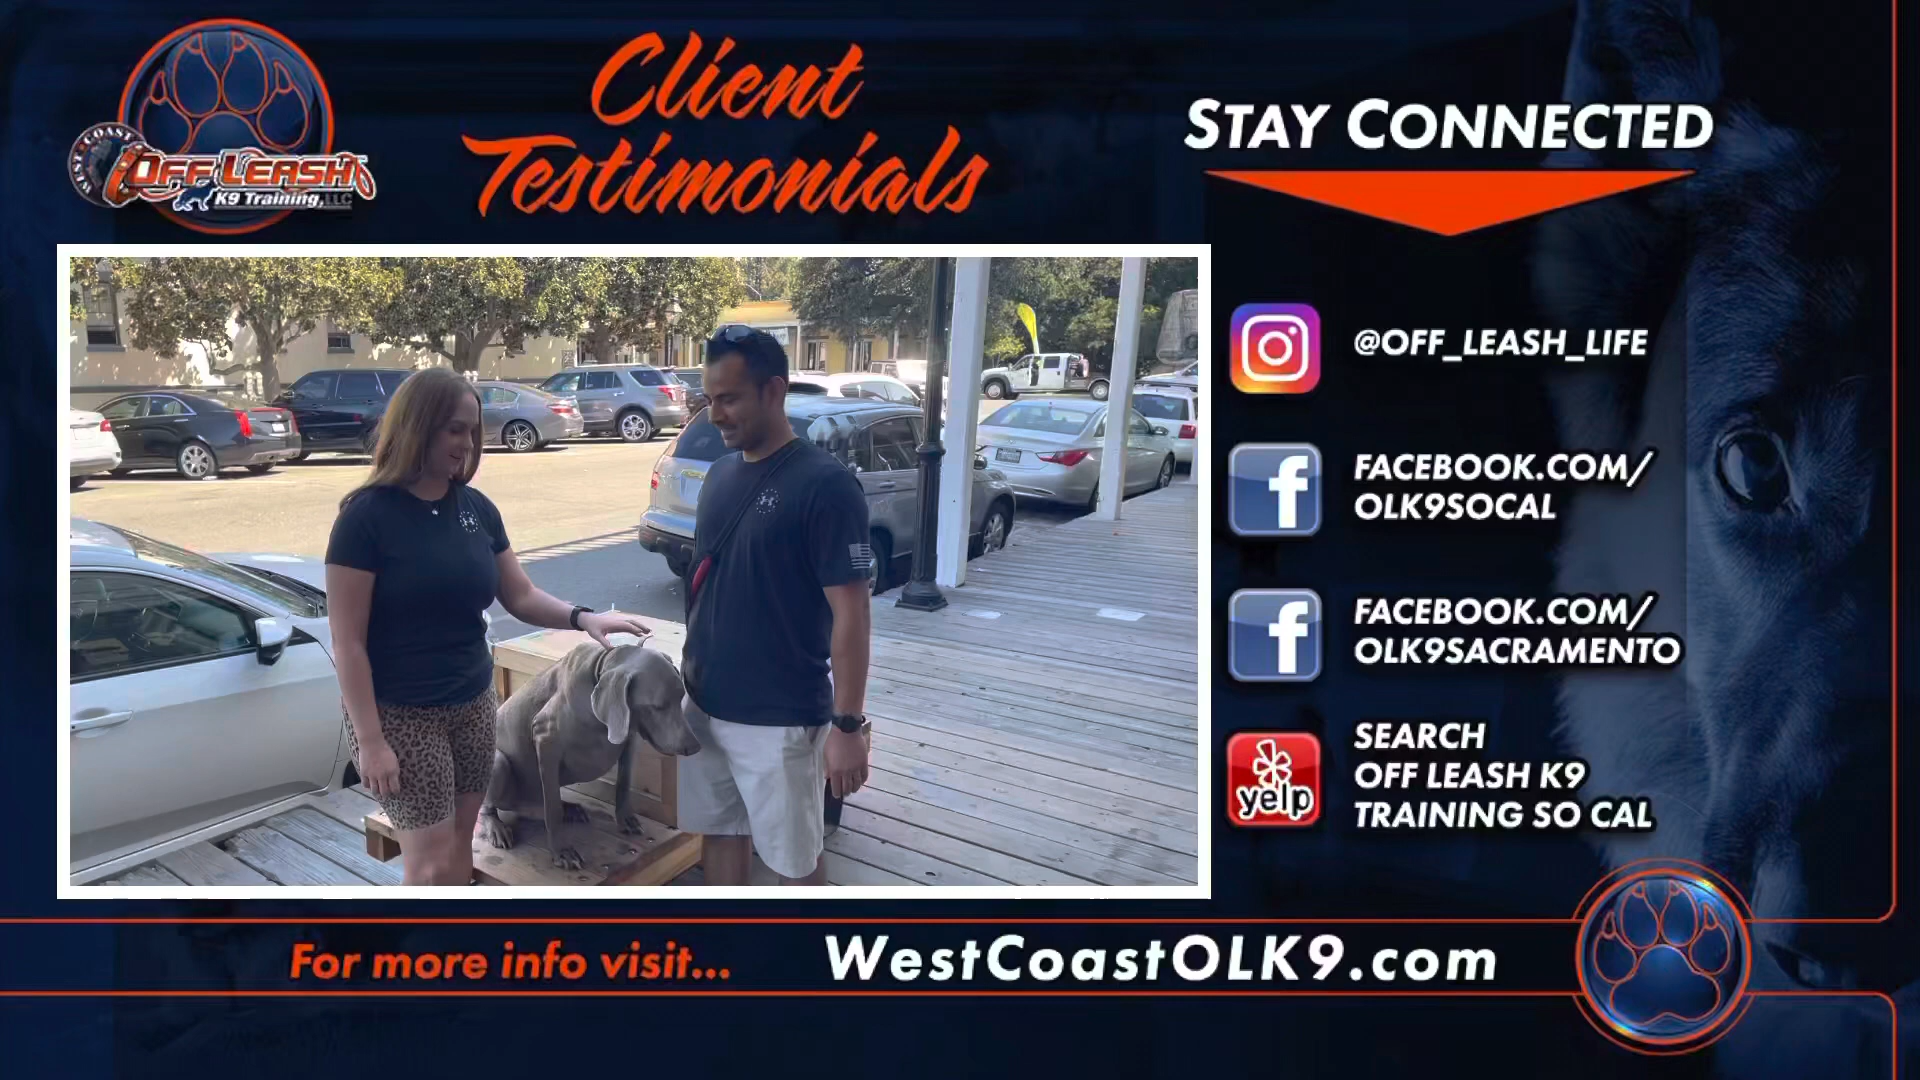 WEST COAST
OFF LEASH
K9 Training, LLC
Client
Testimonials
STAY CONNECTED
@OFF_LEASH_LIFE
f
FACEBOOK.COM/
OLK9SOCAL
f
FACEBOOK.COM/
OLK9SACRAMENTO
yelp
SEARCH
OFF LEASH K9
TRAINING SO CAL
For more info visit...
WestCoastOLK9.com